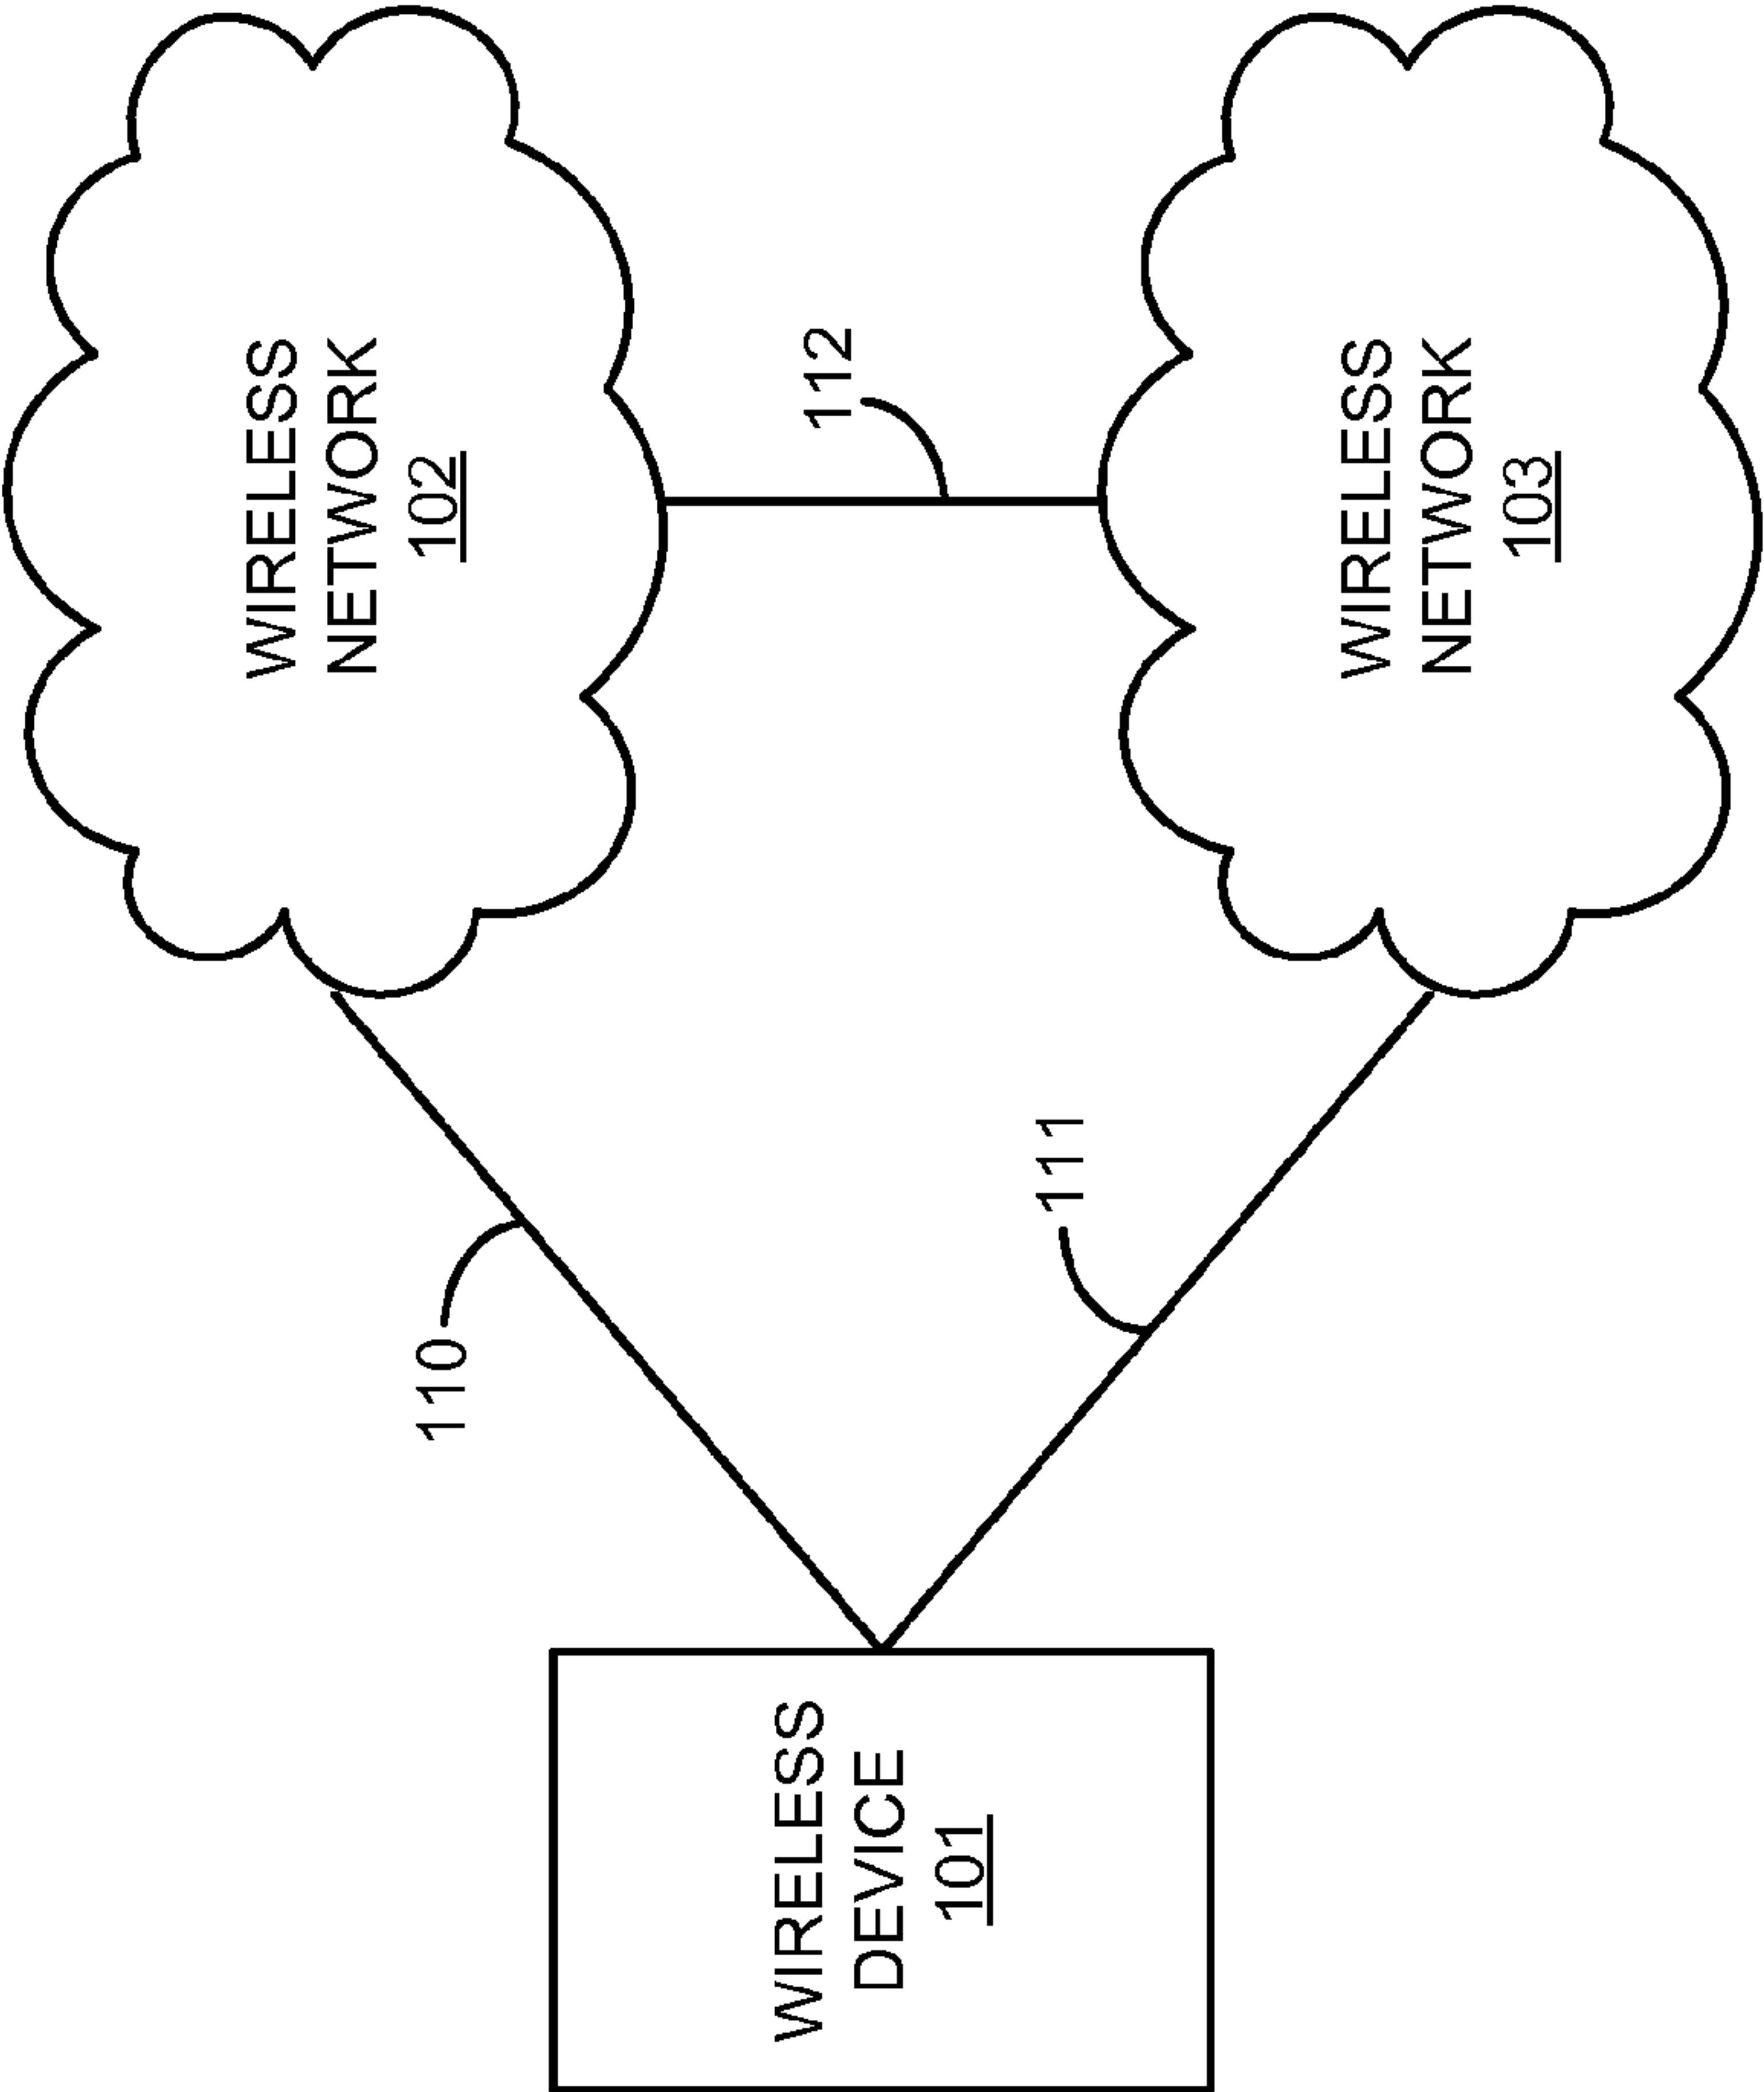 WIRELESS
NETWORK
102
110
WIRELESS
DEVICE
101
112
111
WIRELESS
NETWORK
103